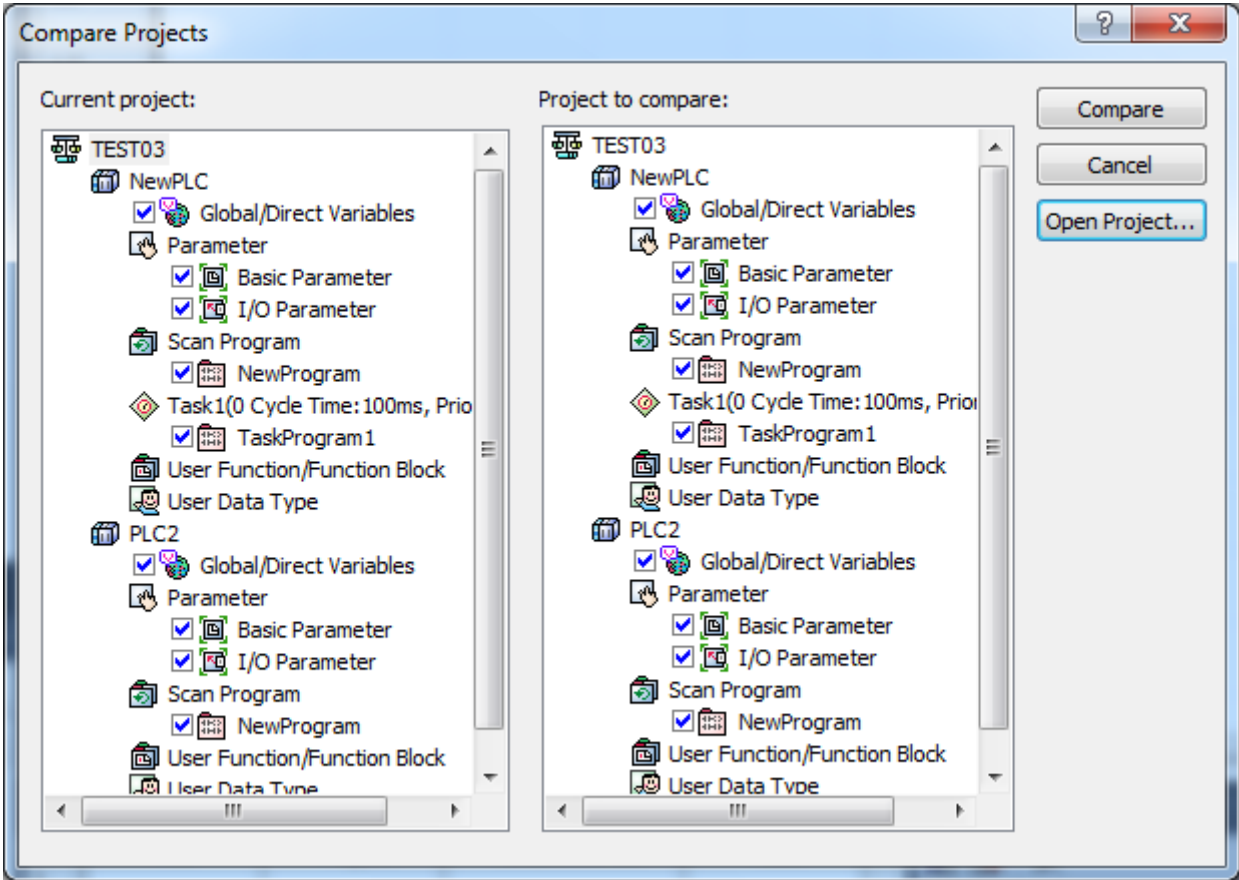 Compare Projects
Current project:
TEST03
NewPLC
Global/Direct Variables
Parameter
Basic Parameter
I/O Parameter
Scan Program
NewProgram
Task1(0 Cycle Time:100ms, Prio
TaskProgram1
User Function/Function Block
User Data Type
PLC2
Global/Direct Variables
Parameter
Basic Parameter
I/O Parameter
Scan Program
NewProgram
User Function/Function Block
User Data Type
Project to compare:
TEST03
NewPLC
Global/Direct Variables
Parameter
Basic Parameter
I/O Parameter
Scan Program
NewProgram
Task1(0 Cycle Time:100ms, Prior
TaskProgram1
User Function/Function Block
User Data Type
PLC2
Global/Direct Variables
Parameter
Basic Parameter
I/O Parameter
Scan Program
NewProgram
User Function/Function Block
User Data Type
Compare
Cancel
Open Project...